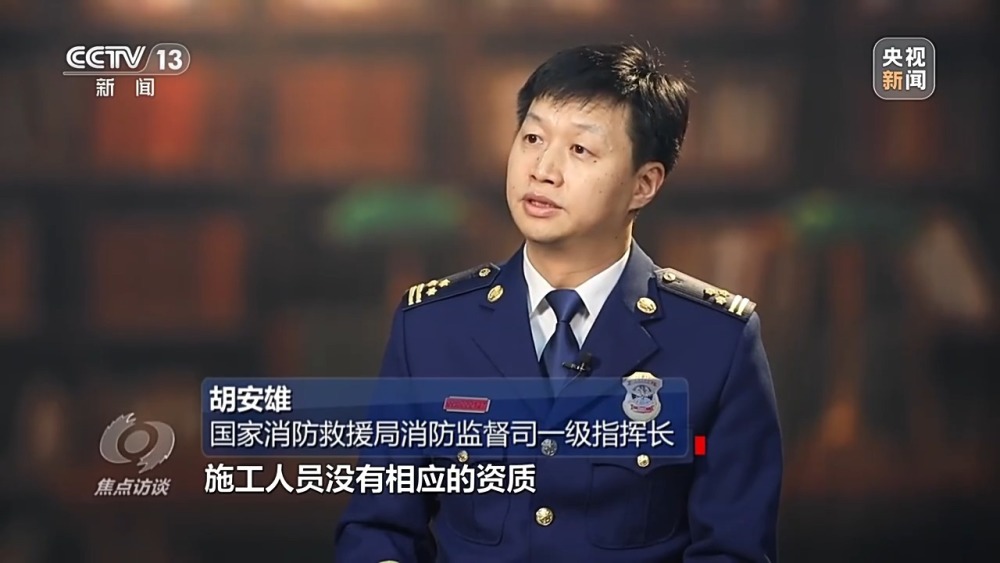 CCTV 13
新闻
央视
新闻
胡安雄
国家消防救援局消防监督司一级指挥长
焦点访谈
施工人员没有相应的资质